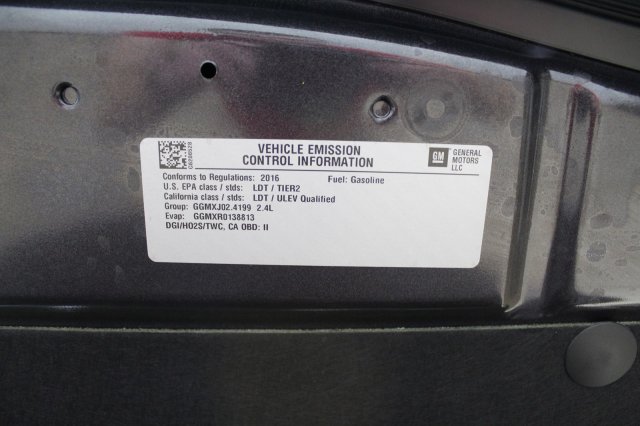 VEHICLE EMISSION
CONTROL INFORMATION
GM
GENERAL
MOTORS
LLC
Conforms to Regulations: 2016 Fuel: Gasoline
U.S. EPA class / stds: LDT / TIER2
California class / stds: LDT / ULEV Qualified
Group: GGMXJ02.4199 2.4L
Evap: GGMXR0138813
DGI/HO2S/TWC, CA OBD: II